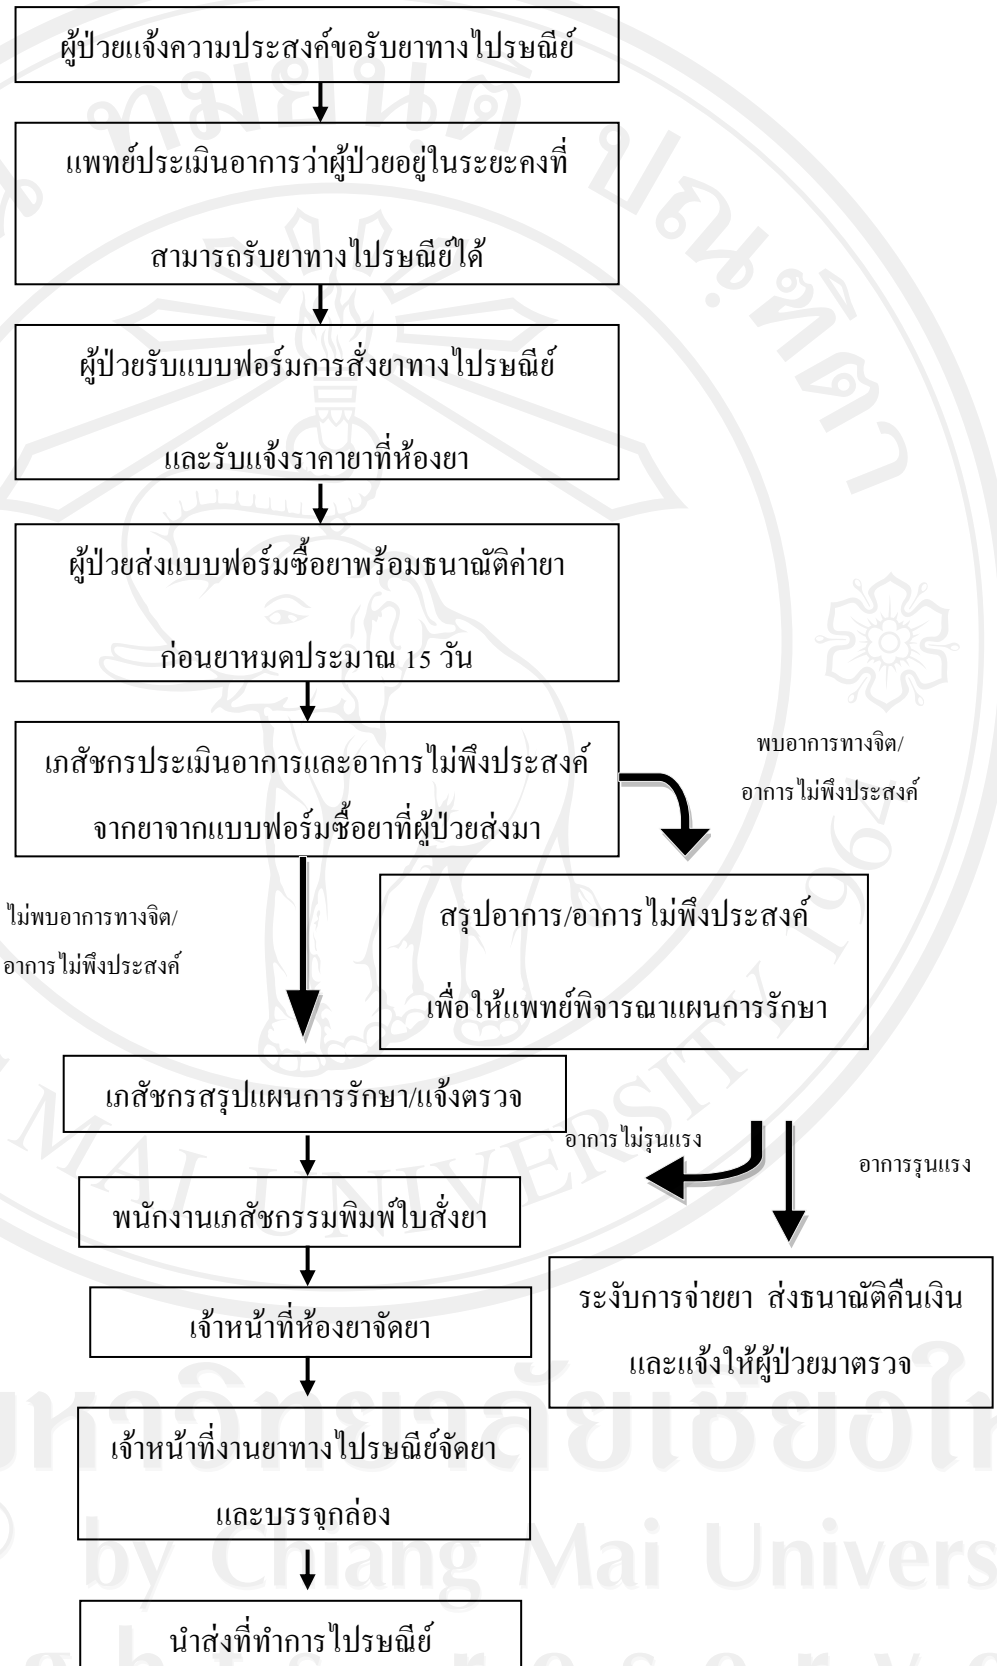 ผู้ป่วยแจ้งความประสงค์ขอรับยาทางไปรษณีย์
แพทย์ประเมินอาการว่าผู้ป่วยอยู่ในระยะคงที่
สามารถรับยาทางไปรษณีย์ได้
ผู้ป่วยรับแบบฟอร์มการสั่งยาทางไปรษณีย์
และรับแจ้งราคายาที่ห้องยา
ผู้ป่วยส่งแบบฟอร์มซื้อยาพร้อมธนาณัติค่ายา
ก่อนยาหมดประมาณ 15 วัน
เภสัชกรประเมินอาการและอาการไม่พึงประสงค์
จากยาจากแบบฟอร์มซื้อยาที่ผู้ป่วยส่งมา
พบอาการทางจิต/
อาการไม่พึงประสงค์
ไม่พบอาการทางจิต/
อาการไม่พึงประสงค์
สรุปอาการ/อาการไม่พึงประสงค์
เพื่อให้แพทย์พิจารณาแผนการรักษา
เภสัชกรสรุปแผนการรักษา/แจ้งตรวจ
อาการไม่รุนแรง
อาการรุนแรง
พนักงานเภสัชกรรมพิมพ์ใบสั่งยา
ระงับการจ่ายยา ส่งธนาณัติคืนเงิน
และแจ้งให้ผู้ป่วยมาตรวจ
เจ้าหน้าที่ห้องยาจัดยา
เจ้าหน้าที่งานยาทางไปรษณีย์จัดยา
และบรรจุกล่อง
นำส่งที่ทำการไปรษณีย์
MAI UNIVERSITY 1964
by Chiang Mai Univers